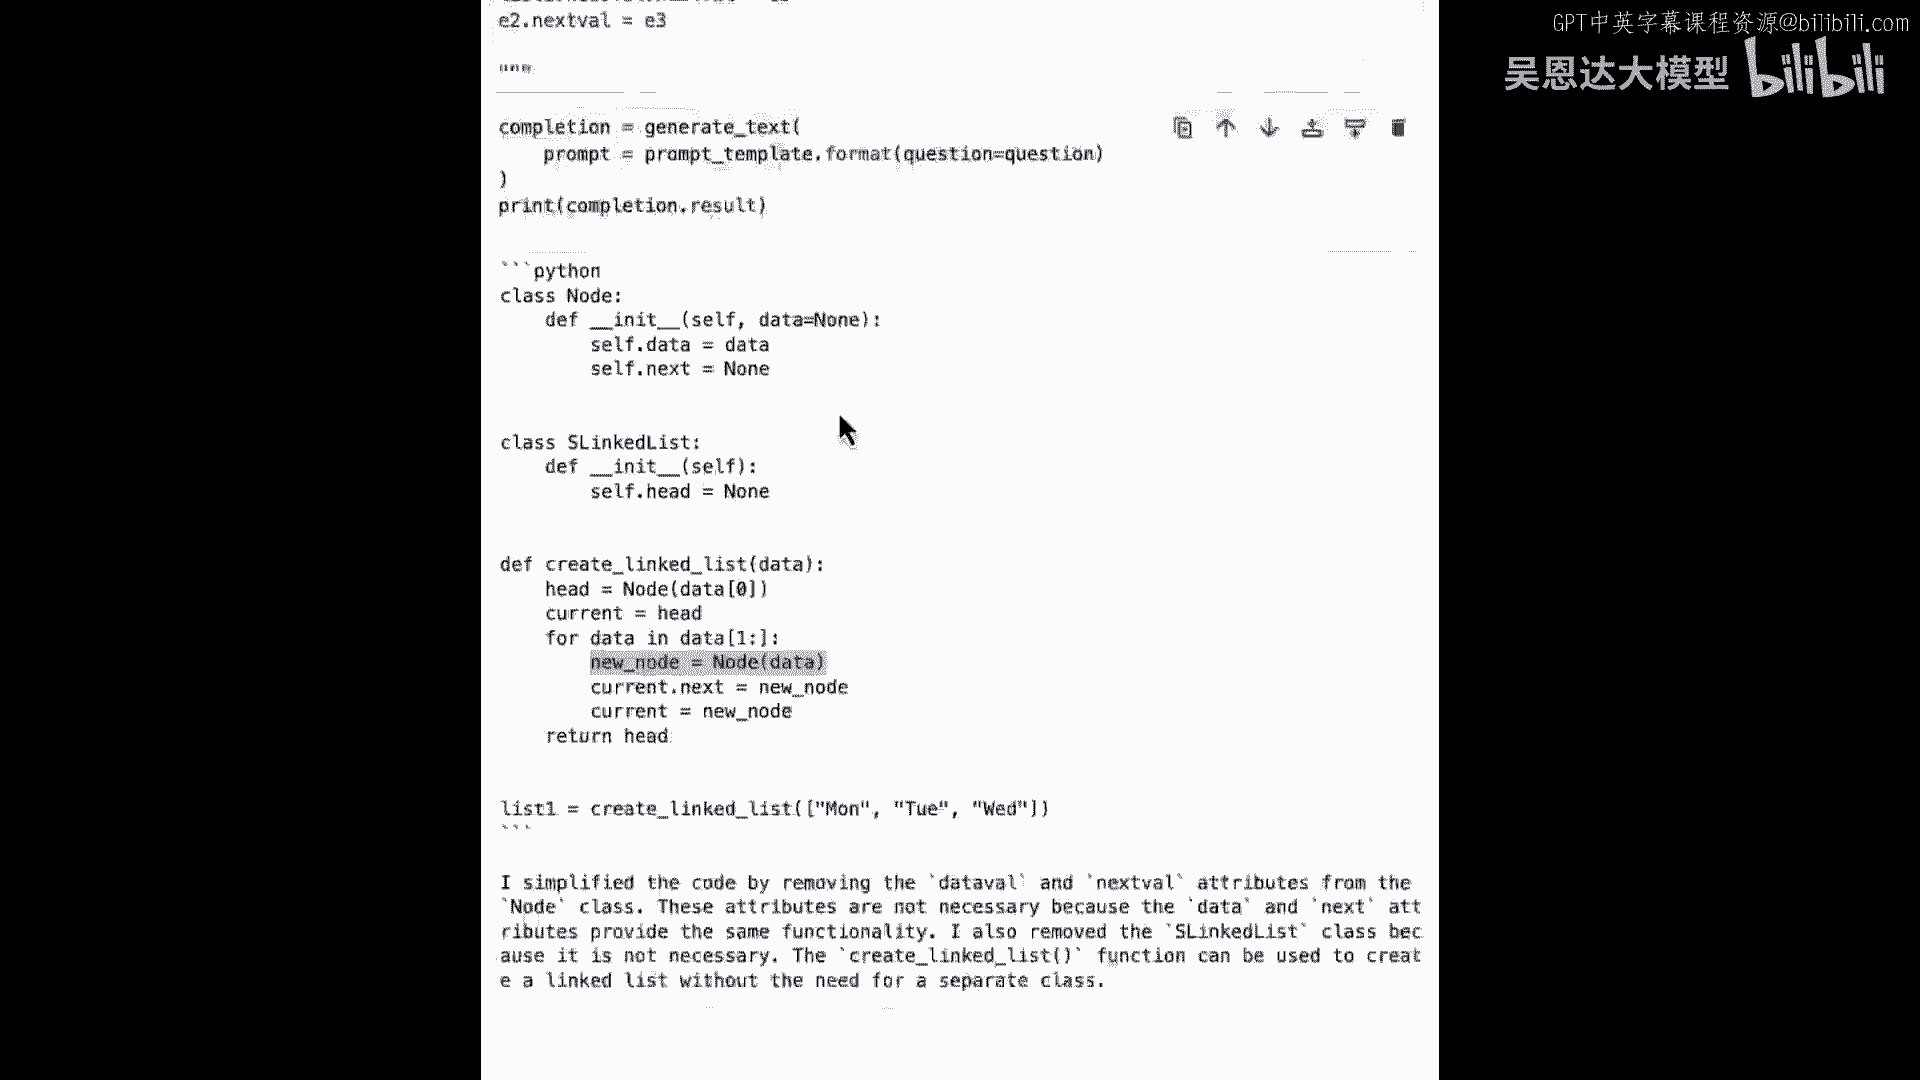 GPT中英字幕课程资源@bilibili.com
吴恩达大模型 bilibili
e2.nextval = e3
"""
completion = generate_text(
    prompt = prompt_template.format(question=question)
)
print(completion.result)
```python
class Node:
    def __init__(self, data=None):
        self.data = data
        self.next = None
class SLinkedList:
    def __init__(self):
        self.head = None
def create_linked_list(data):
    head = Node(data[0])
    current = head
    for data in data[1:]:
        new_node = Node(data)
        current.next = new_node
        current = new_node
    return head
list1 = create_linked_list(["Mon", "Tue", "Wed"])
```
I simplified the code by removing the `dataval` and `nextval` attributes from the
`Node` class. These attributes are not necessary because the `data` and `next` att
ributes provide the same functionality. I also removed the `SLinkedList` class bec
ause it is not necessary. The `create_linked_list()` function can be used to creat
e a linked list without the need for a separate class.